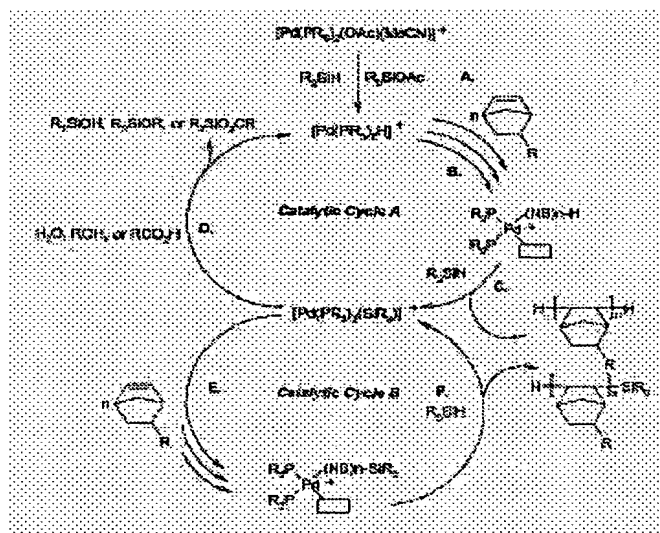 [Pd(PR₃)₂(OAc)(MeCN)]⁺
R₃SiH R₃SiOAc A.
R₃SiOH, R₃SiOR, or R₃SiO₂CR
[Pd(PR₃)₂H]⁺
n
R
B.
Catalytic Cycle A
R₃P (NB)n-H
Pd +
R₃P
H₂O, ROH, or RCO₂H D.
R₃SiH C.
[Pd(PR₃)₂(SiR₃)]⁺
H H
R
E. Catalytic Cycle B F.
R₃SiH
H SiR₃
n
R
R
R₃P (NB)n-SiR₃
Pd +
R₃P